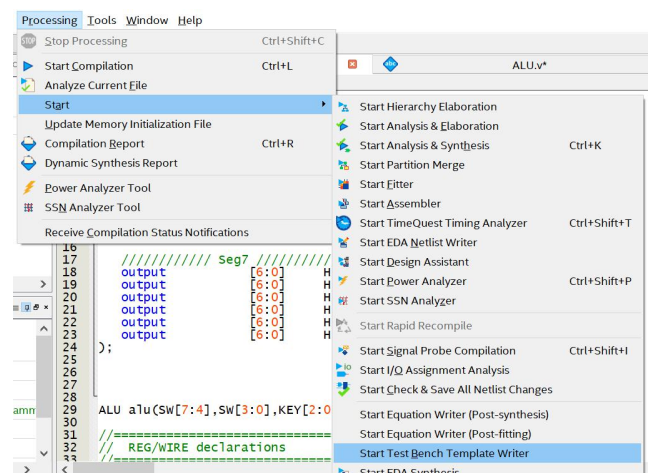 Processing Tools Window Help
STOP Stop Processing Ctrl+Shift+C
Start Compilation Ctrl+L
Analyze Current File
Start
Update Memory Initialization File
Compilation Report Ctrl+R
Dynamic Synthesis Report
Power Analyzer Tool
SSN Analyzer Tool
Receive Compilation Status Notifications
abc ALU.v*
Start Hierarchy Elaboration
Start Analysis & Elaboration
Start Analysis & Synthesis Ctrl+K
Start Partition Merge
Start Fitter
Start Assembler
Start TimeQuest Timing Analyzer Ctrl+Shift+T
Start EDA Netlist Writer
Start Design Assistant
Start Power Analyzer Ctrl+Shift+P
Start SSN Analyzer
Start Rapid Recompile
Start Signal Probe Compilation Ctrl+Shift+I
Start I/O Assignment Analysis
Start Check & Save All Netlist Changes
Start Equation Writer (Post-synthesis)
Start Equation Writer (Post-fitting)
Start Test Bench Template Writer
Start EDA Synthesis
16
17 //////////// Seg7 //////////
18 output [6:0] H
19 output [6:0] H
20 output [6:0] H
21 output [6:0] H
22 output [6:0] H
23 output [6:0] H
24 );
25
26
27
28
29 ALU alu(SW[7:4],SW[3:0],KEY[2:0
30
31 //============================
32 // REG/WIRE declarations
33 //============================
amm